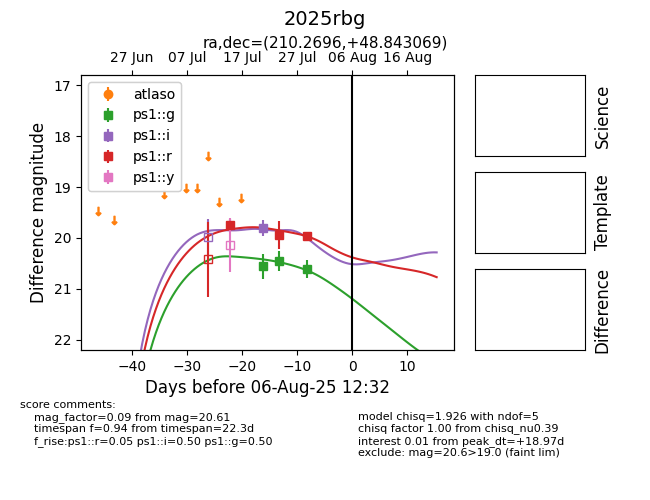 2025rbg
ra,dec=(210.2696,+48.843069)
27 Jun 07 Jul 17 Jul 27 Jul 06 Aug 16 Aug
17
18
19
20
21
22
Difference magnitude
atlaso
ps1::g
ps1::i
ps1::r
ps1::y
−40 −30 −20 −10 0 10
Days before 06-Aug-25 12:32
Science
Template
Difference
score comments:
mag_factor=0.09 from mag=20.61
timespan f=0.94 from timespan=22.3d
f_rise:ps1::r=0.05 ps1::i=0.50 ps1::g=0.50
model chisq=1.926 with ndof=5
chisq factor 1.00 from chisq_nu0.39
interest 0.01 from peak_dt=+18.97d
exclude: mag=20.6>19.0 (faint lim)